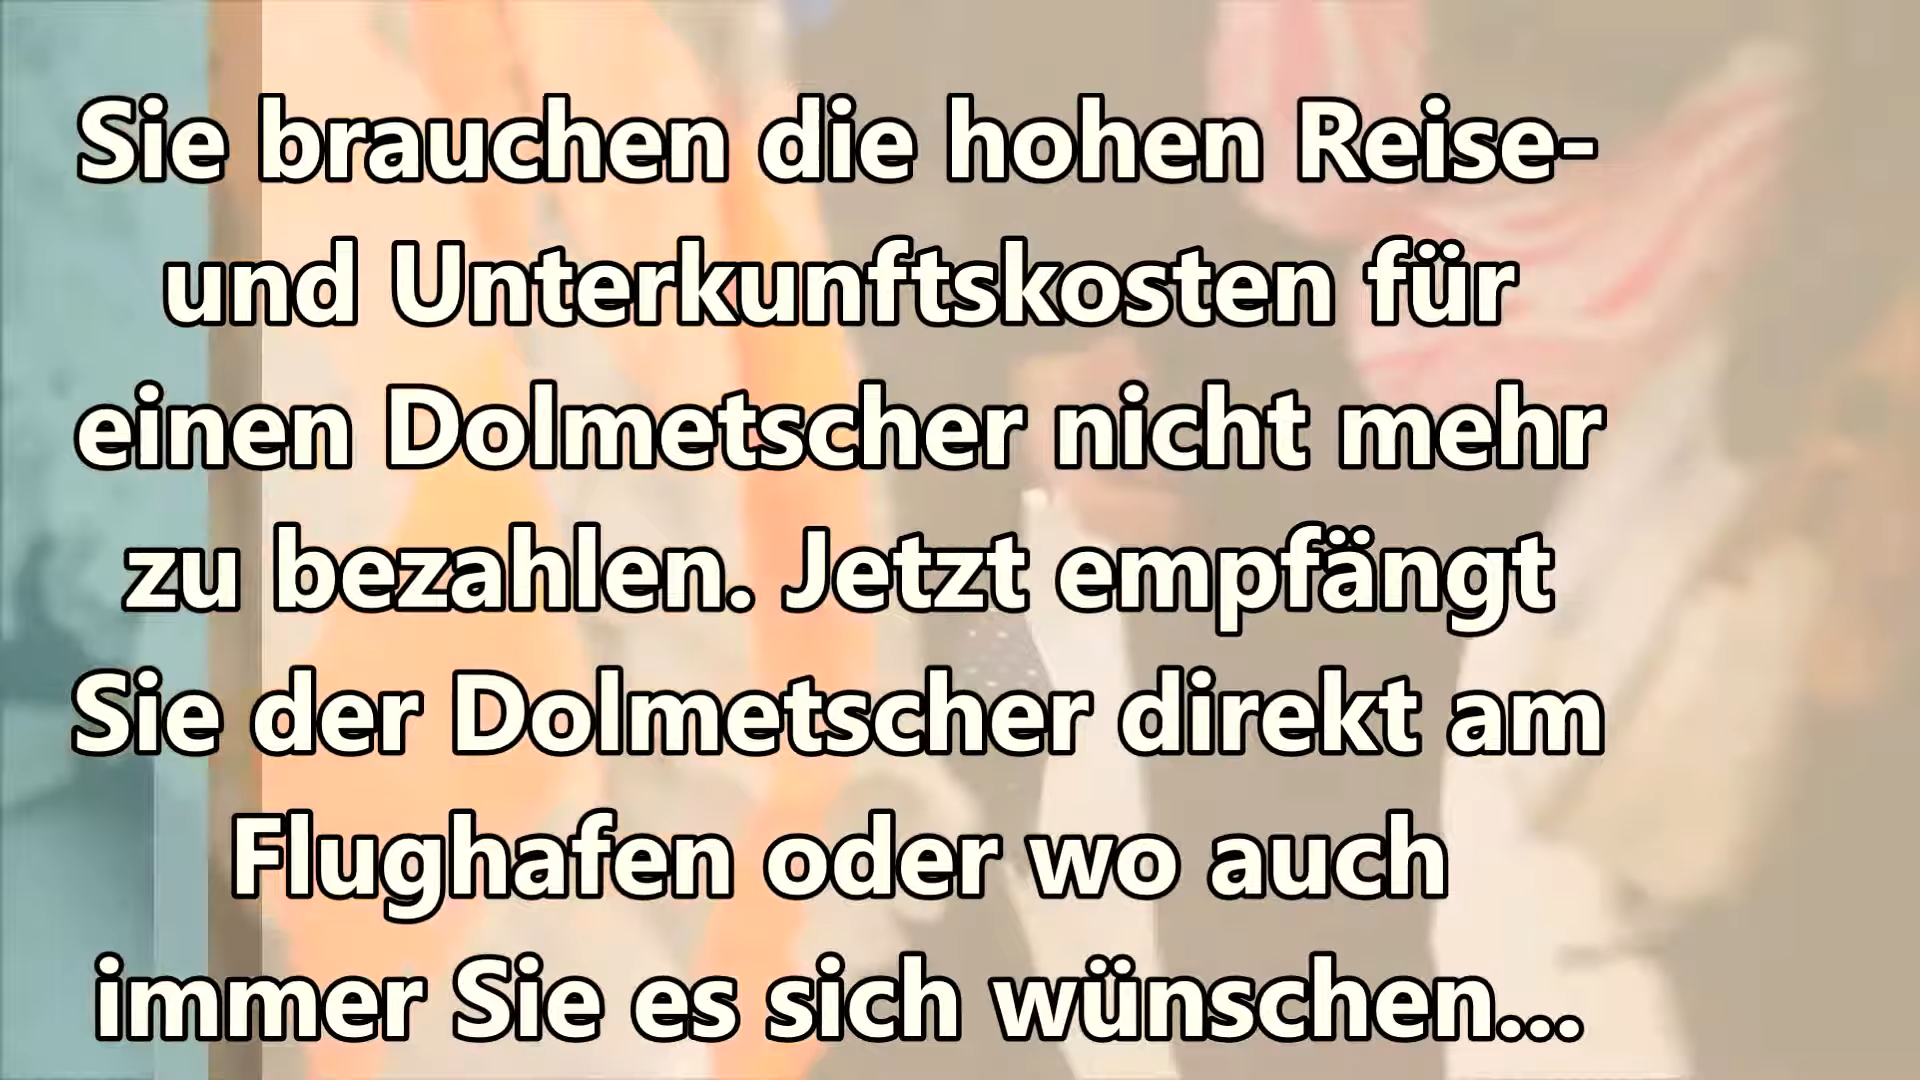 Sie brauchen die hohen Reise-
und Unterkunftskosten für
einen Dolmetscher nicht mehr
zu bezahlen. Jetzt empfängt
Sie der Dolmetscher direkt am
Flughafen oder wo auch
immer Sie es sich wünschen...